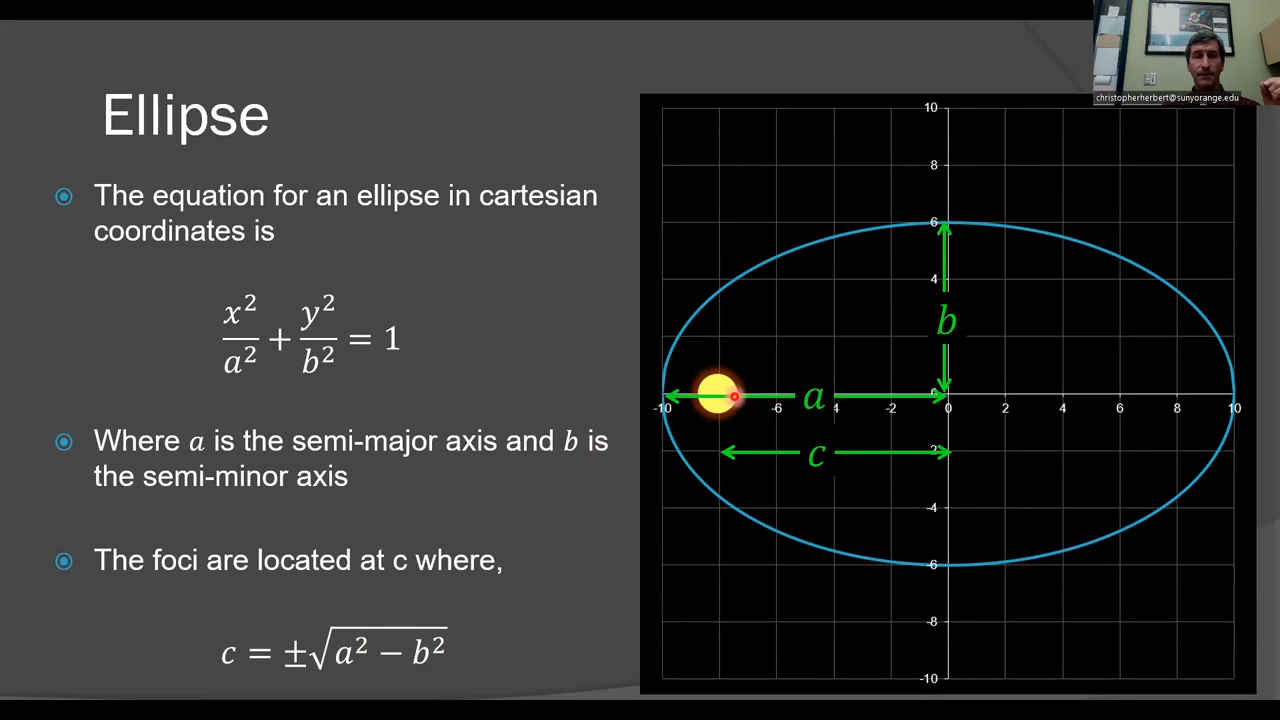 christopherherbert@sunyorange.edu
Ellipse
The equation for an ellipse in cartesian
coordinates is
x²/a² + y²/b² = 1
Where a is the semi-major axis and b is
the semi-minor axis
The foci are located at c where,
c = ±√(a² − b²)
10
8
6
4
b
0
a
-10 -6 4 -2 0 2 4 6 8 10
-2
c
-4
-6
-8
-10